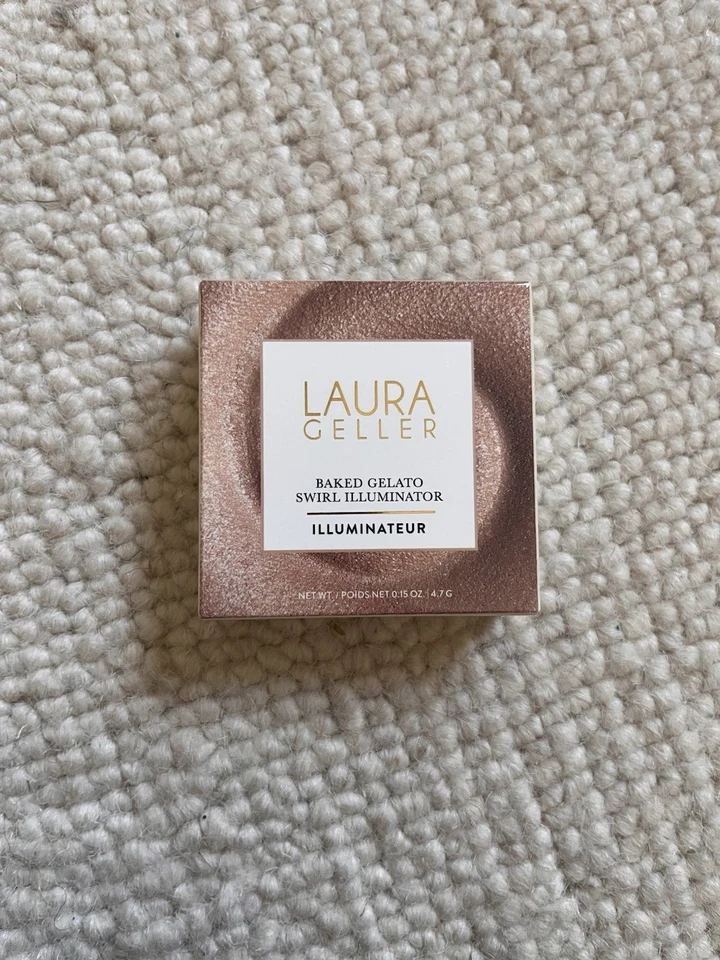 LAURA
GELLER
BAKED GELATO
SWIRL ILLUMINATOR
ILLUMINATEUR
NET WT. / POIDS NET 0.15 OZ. | 4.7 G